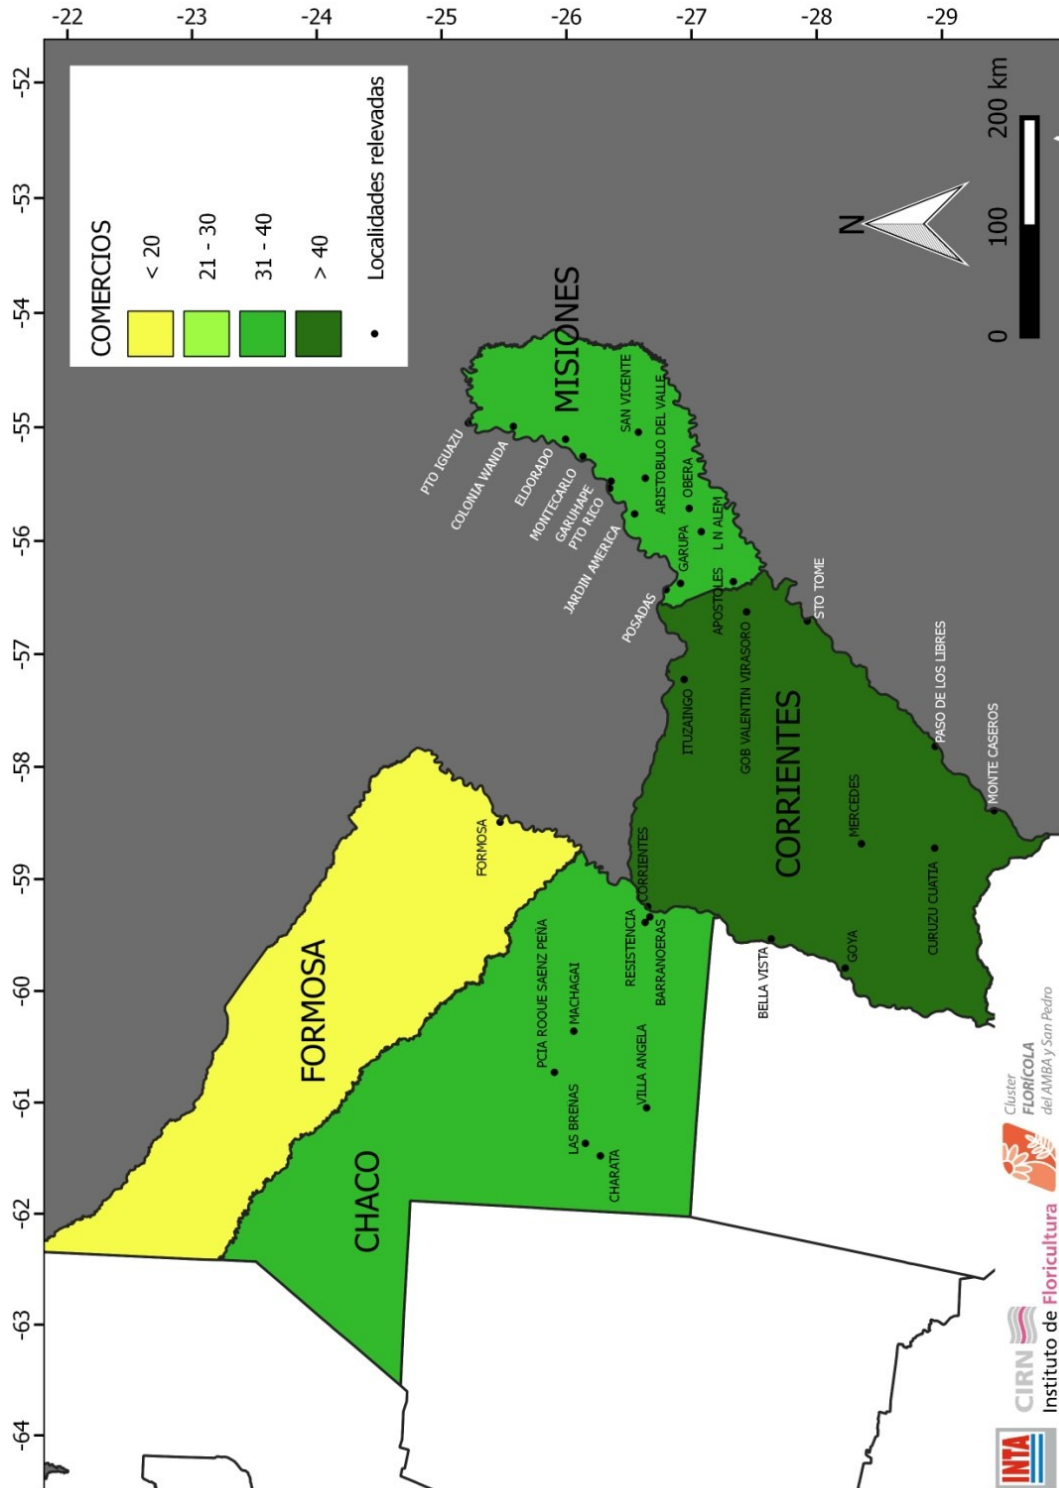 -64
-63
-62
-61
-60
-59
-58
-57
-56
-55
-54
-53
-52
-22
-23
-24
-25
-26
-27
-28
-29
COMERCIOS
< 20
21 - 30
31 - 40
> 40
Localidades relevadas
FORMOSA
FORMOSA
CHACO
PCIA ROQUE SAENZ PEÑA
MACHAGAI
LAS BREÑAS
CHARATA
VILLA ANGELA
RESISTENCIA
BARRANQERAS
MISIONES
PTO IGUAZU
COLONIA WANDA
ELDORADO
MONTECARLO
GARUHAPE
PTO RICO
JARDIN AMERICA
SAN VICENTE
ARISTOBULO DEL VALLE
OBERA
L N ALEM
GARUPA
POSADAS
APOSTOLES
CORRIENTES
CORRIENTES
ITUZAINGO
GOB VALENTIN VIRASORO
STO TOME
BELLA VISTA
GOYA
MERCEDES
CURUZU CUATIA
PASO DE LOS LIBRES
MONTE CASEROS
N
0 100 200 km
INTA
CIRN
Instituto de Floricultura
Cluster
FLORÍCOLA
del AMBA y San Pedro